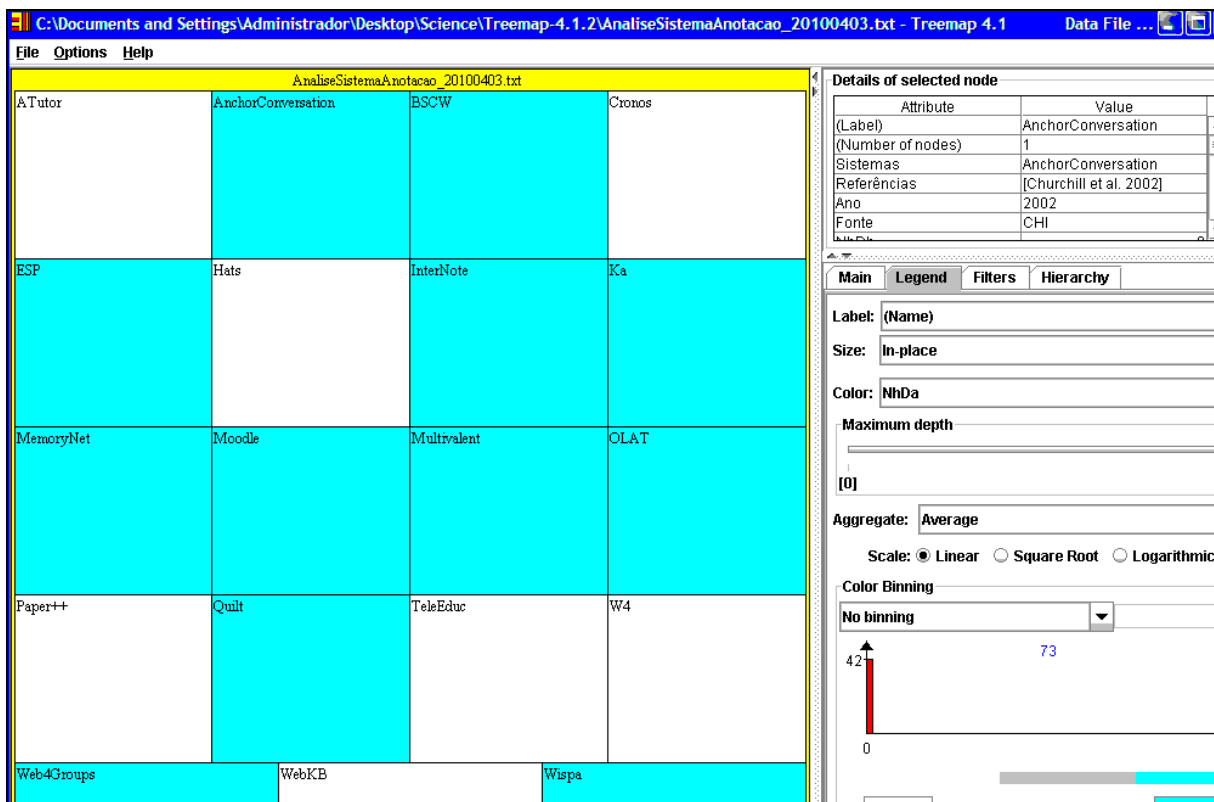 C:\Documents and Settings\Administrador\Desktop\Science\Treemap-4.1.2\AnaliseSistemaAnotacao_20100403.txt - Treemap 4.1 Data File ...
File Options Help
AnaliseSistemaAnotacao_20100403.txt
ATutor AnchorConversation BSCW Cronos
ESP Hats InterNote Ka
MemoryNet Moodle Multivalent OLAT
Paper++ Quilt TeleEduc W4
Web4Groups WebKB Wispa
Details of selected node
Attribute Value
(Label) AnchorConversation
(Number of nodes) 1
Sistemas AnchorConversation
Referências [Churchill et al. 2002]
Ano 2002
Fonte CHI
Main Legend Filters Hierarchy
Label: (Name)
Size: In-place
Color: NhDa
Maximum depth
[0]
Aggregate: Average
Scale: Linear Square Root Logarithmic
Color Binning
No binning
73
42
0